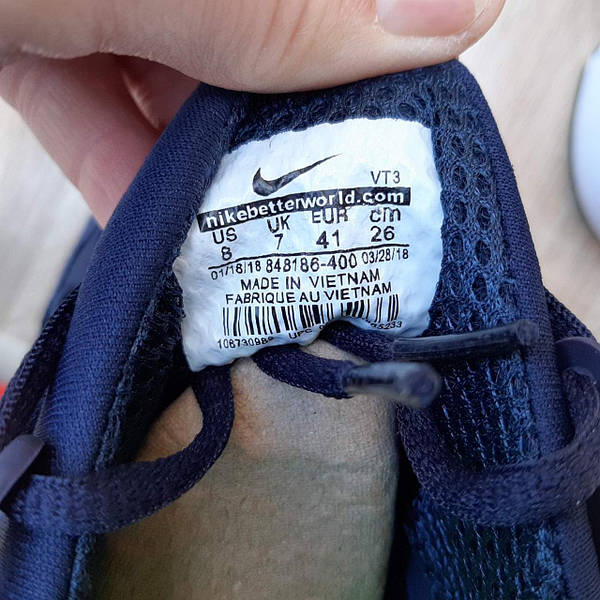 VT3
nikebetterworld.com
US UK EUR cm
8 7 41 26
01/18/18 848186-400 03/28/18
MADE IN VIETNAM
FABRIQUE AU VIETNAM
UPC